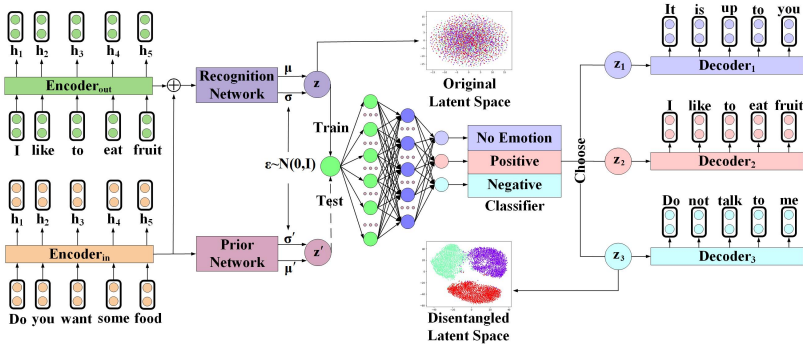 h1 h2 h3 h4 h5
Encoderout
I like to eat fruit
h1 h2 h3 h4 h5
Encoderin
Do you want some food
Recognition
Network
μ
σ
z
Train
ε~N(0,I)
Test
Prior
Network
σ'
μ'
z'
Original
Latent Space
No Emotion
Positive
Negative
Classifier
Disentangled
Latent Space
Choose
z1
It is up to you
Decoder1
z2
I like to eat fruit
Decoder2
z3
Do not talk to me
Decoder3